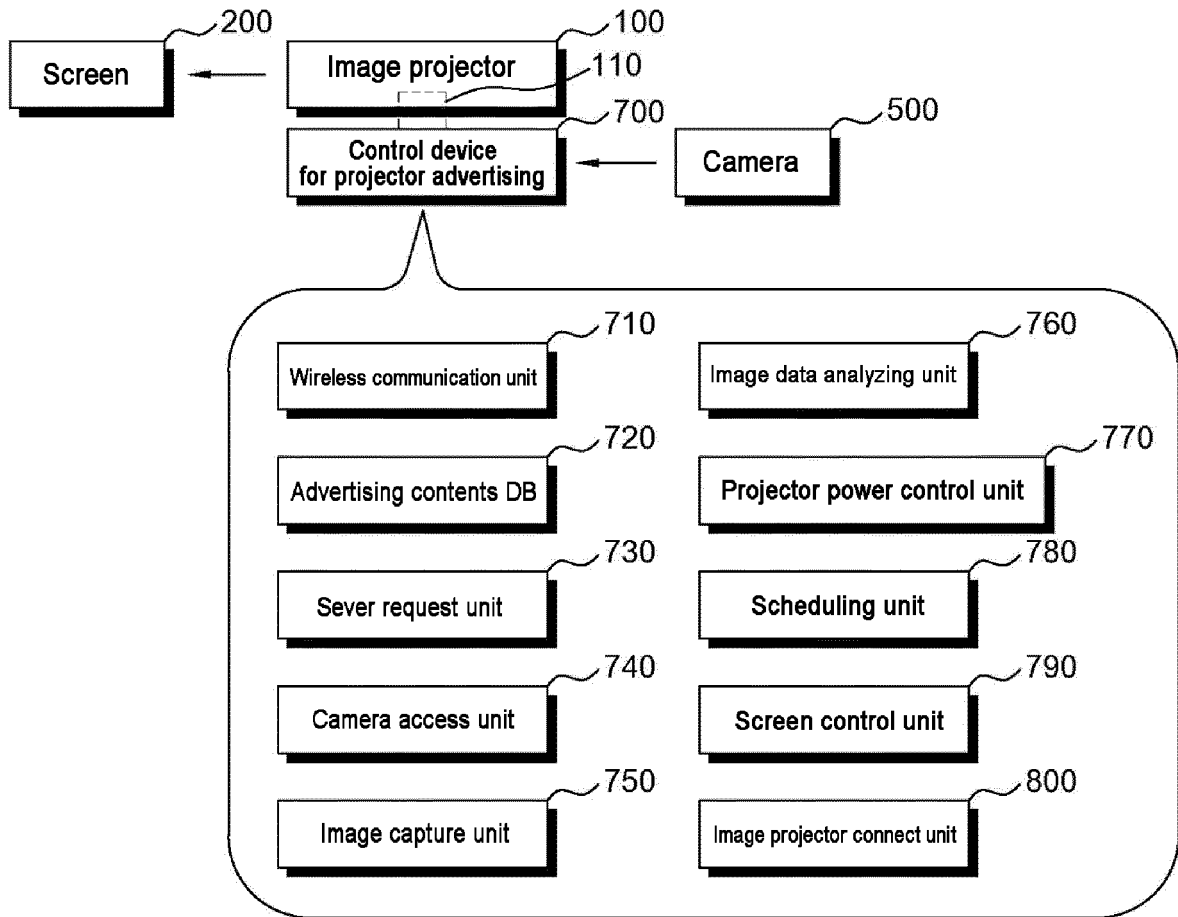 200
Screen
100
Image projector
110
700
Control device
for projector advertising
500
Camera
710
Wireless communication unit
760
Image data analyzing unit
720
Advertising contents DB
770
Projector power control unit
730
Sever request unit
780
Scheduling unit
740
Camera access unit
790
Screen control unit
750
Image capture unit
800
Image projector connect unit